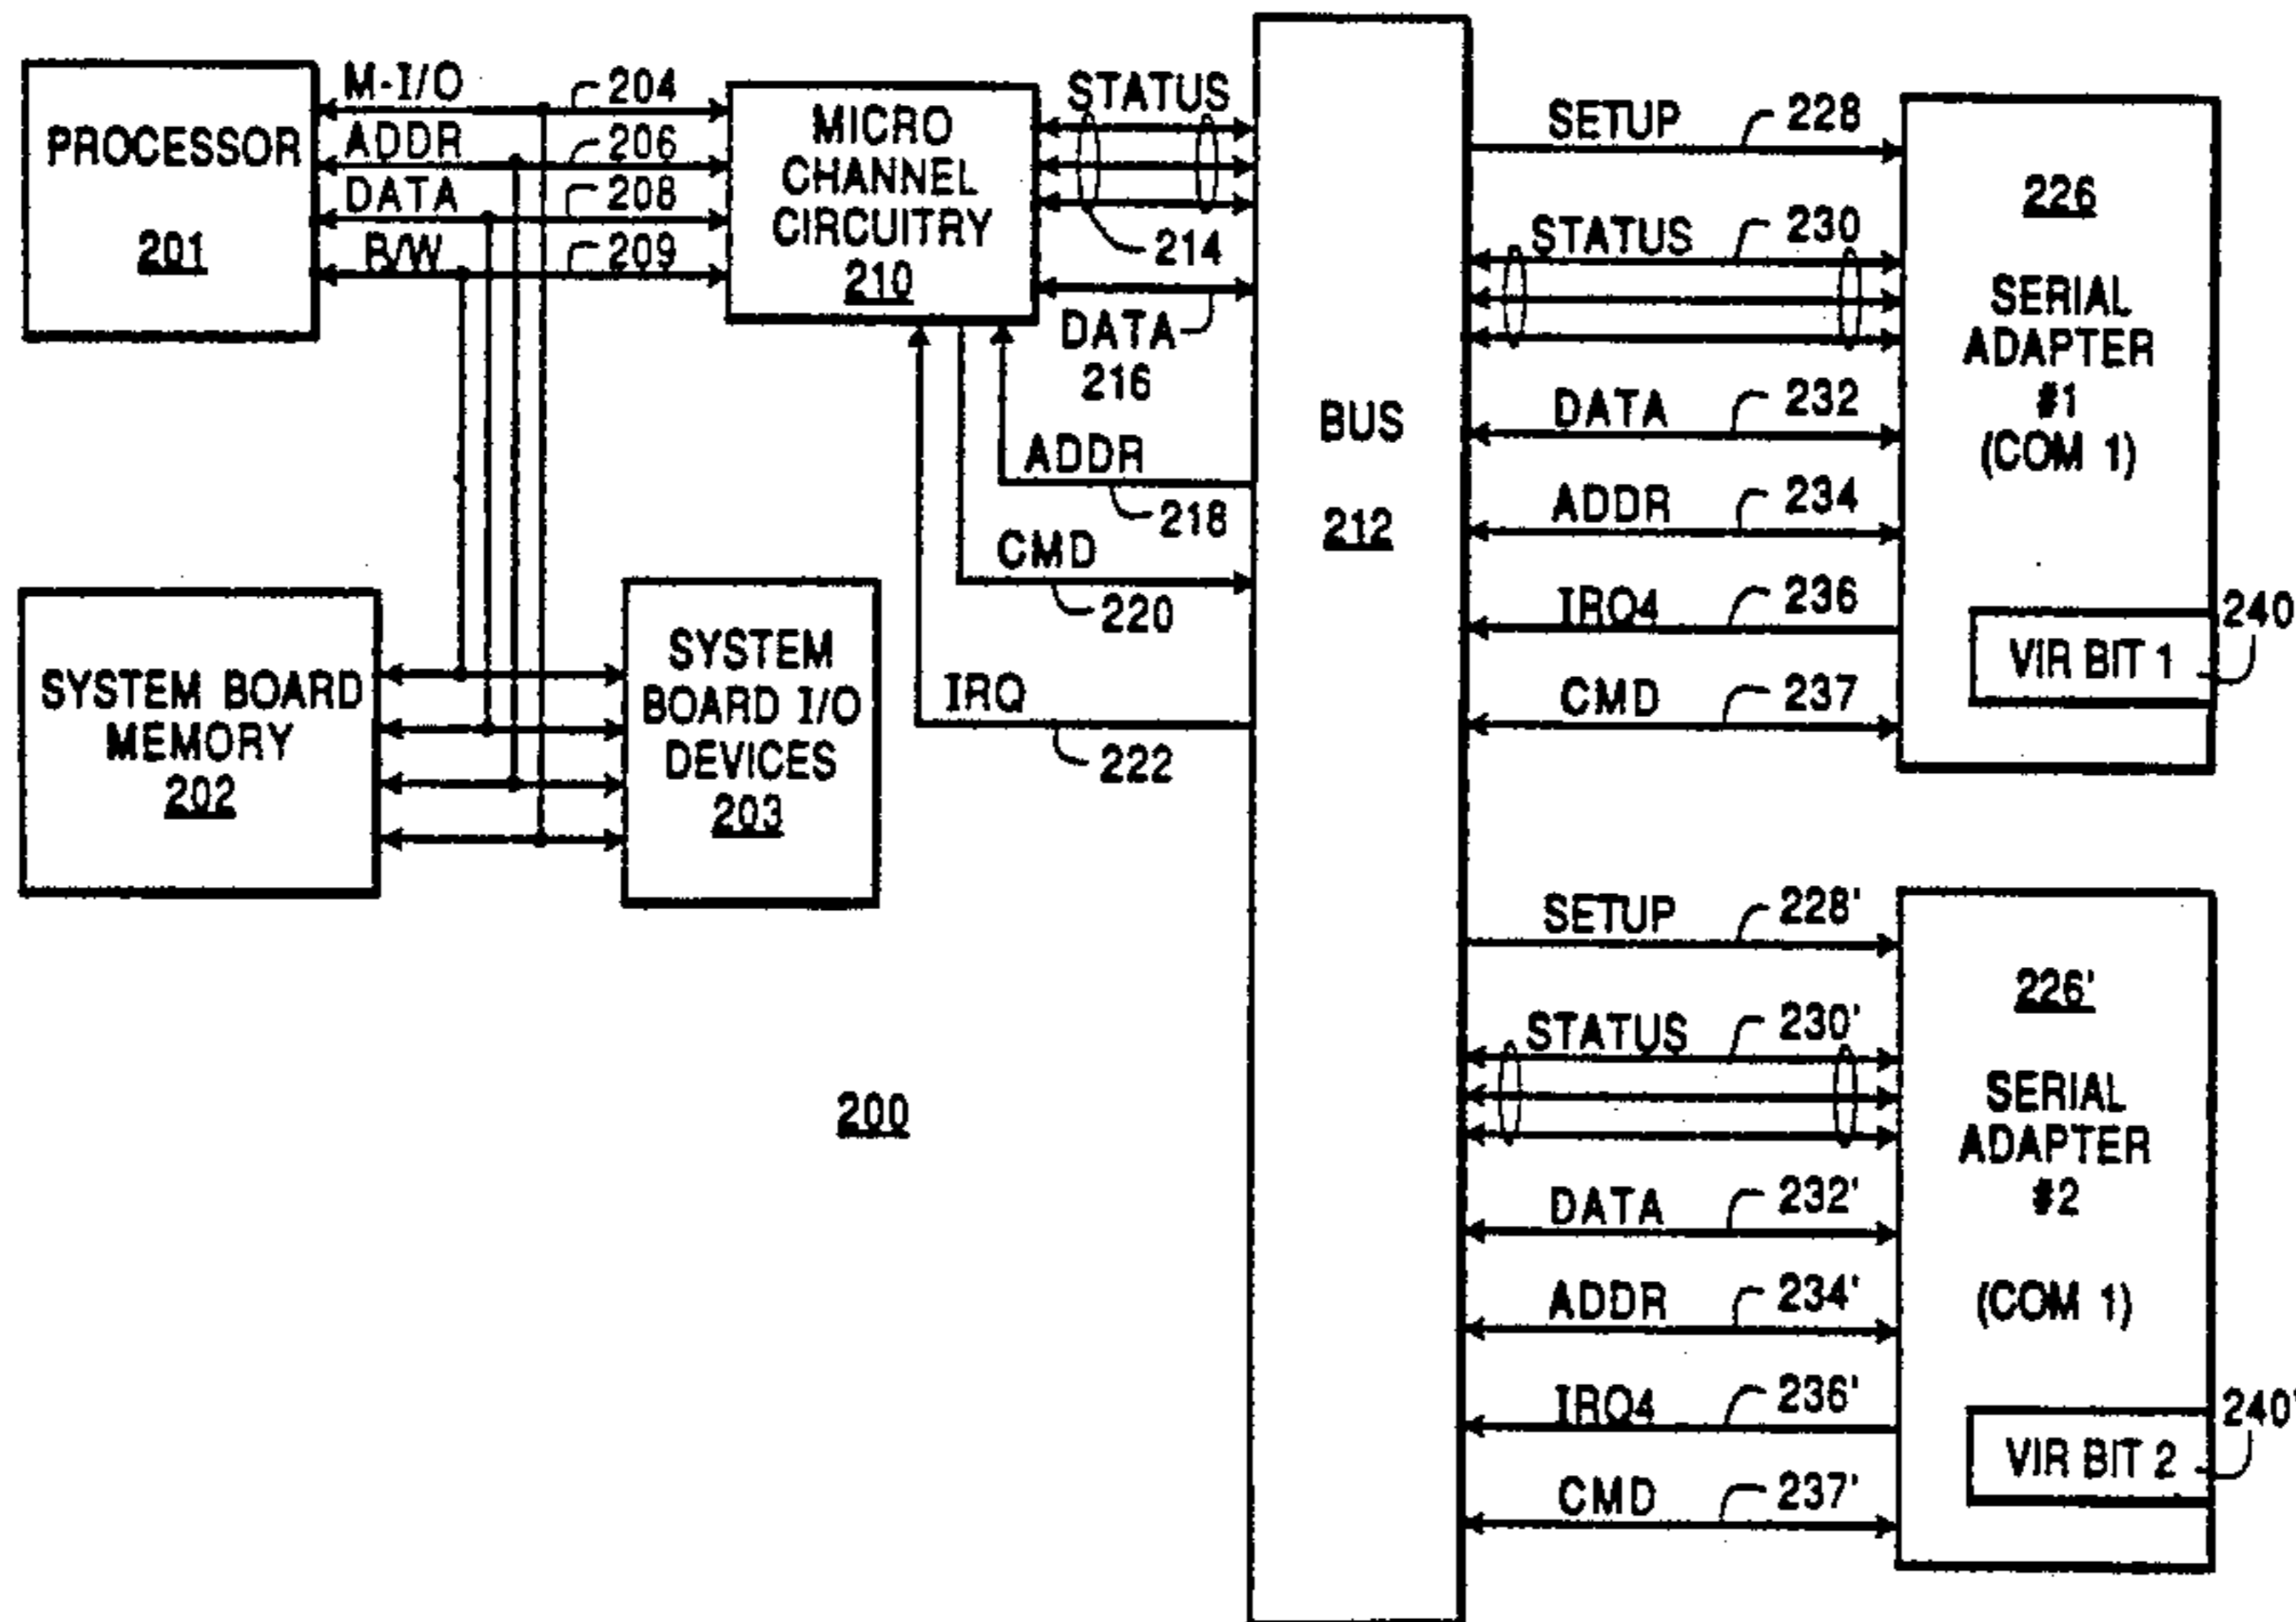 PROCESSOR
201
M-I/O
204
ADDR
206
DATA
208
R/W
209
MICRO
CHANNEL
CIRCUITRY
210
STATUS
214
DATA
216
ADDR
218
CMD
220
IRQ
222
SYSTEM BOARD
MEMORY
202
SYSTEM
BOARD I/O
DEVICES
203
200
BUS
212
SETUP
228
STATUS
230
DATA
232
ADDR
234
IRQ4
236
CMD
237
226
SERIAL
ADAPTER
#1
(COM 1)
VIR BIT 1
240
SETUP
228'
STATUS
230'
DATA
232'
ADDR
234'
IRQ4
236'
CMD
237'
226'
SERIAL
ADAPTER
#2
(COM 1)
VIR BIT 2
240'